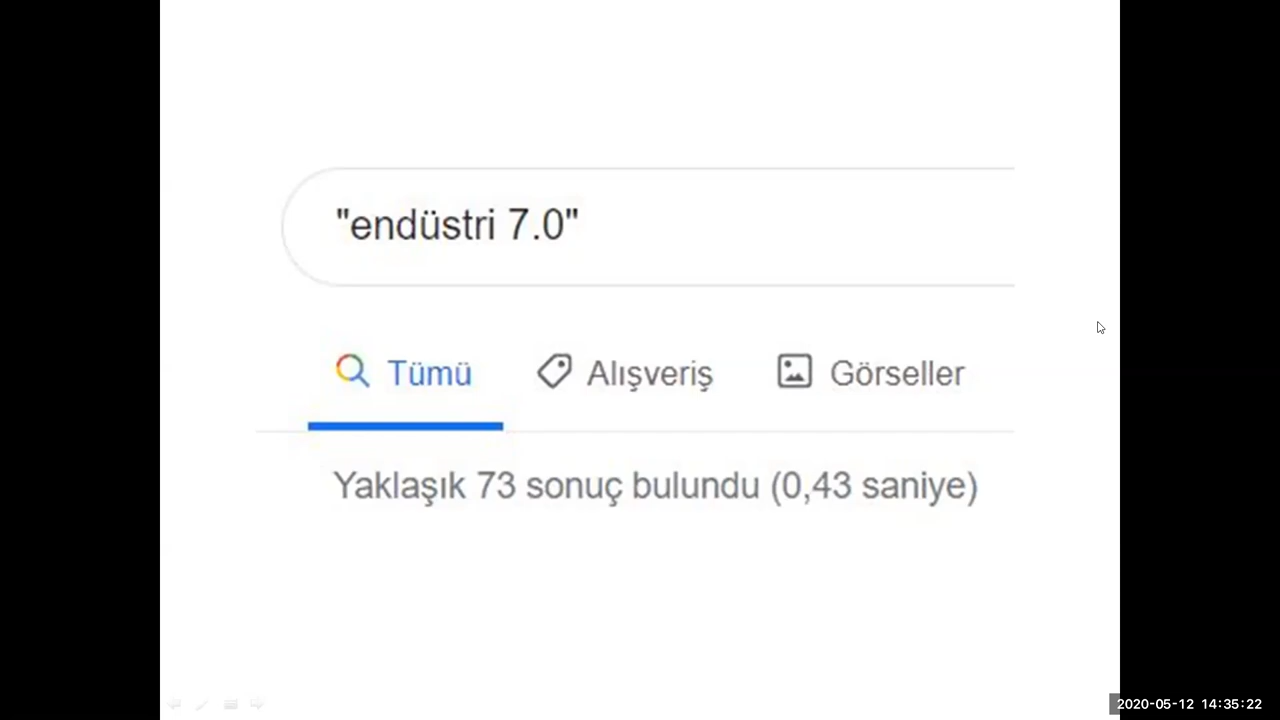 "endüstri 7.0"
Tümü Alışveriş Görseller
Yaklaşık 73 sonuç bulundu (0,43 saniye)
2020-05-12 14:35:22